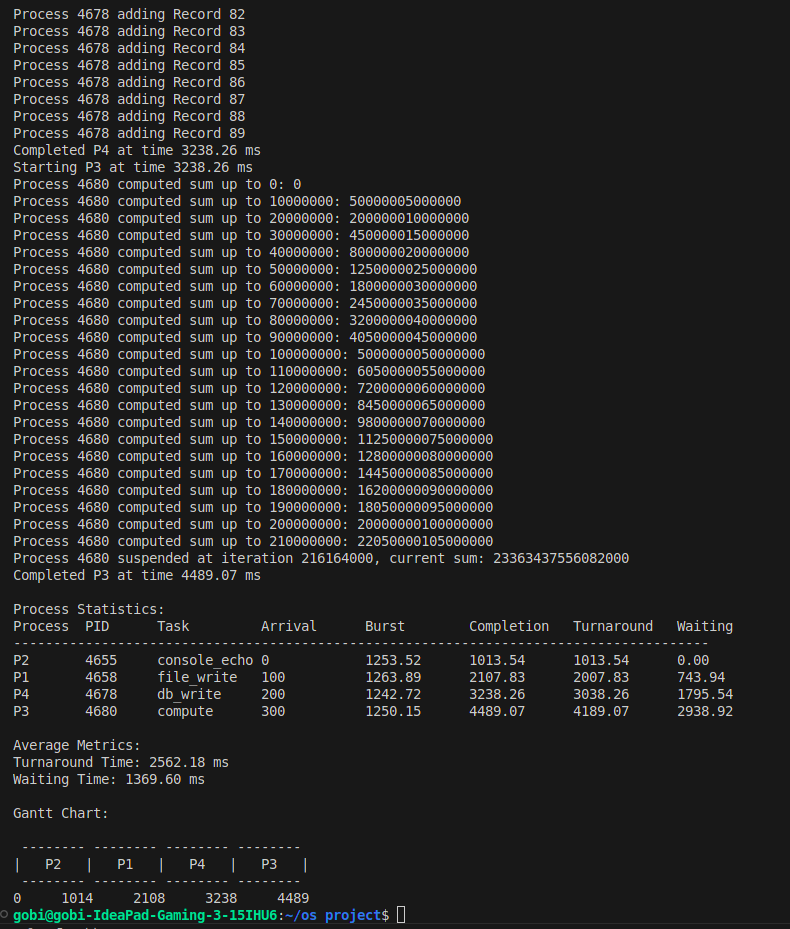 Process 4678 adding Record 82
Process 4678 adding Record 83
Process 4678 adding Record 84
Process 4678 adding Record 85
Process 4678 adding Record 86
Process 4678 adding Record 87
Process 4678 adding Record 88
Process 4678 adding Record 89
Completed P4 at time 3238.26 ms
Starting P3 at time 3238.26 ms
Process 4680 computed sum up to 0: 0
Process 4680 computed sum up to 10000000: 50000005000000
Process 4680 computed sum up to 20000000: 200000010000000
Process 4680 computed sum up to 30000000: 450000015000000
Process 4680 computed sum up to 40000000: 800000020000000
Process 4680 computed sum up to 50000000: 1250000025000000
Process 4680 computed sum up to 60000000: 1800000030000000
Process 4680 computed sum up to 70000000: 2450000035000000
Process 4680 computed sum up to 80000000: 3200000040000000
Process 4680 computed sum up to 90000000: 4050000045000000
Process 4680 computed sum up to 100000000: 5000000050000000
Process 4680 computed sum up to 110000000: 6050000055000000
Process 4680 computed sum up to 120000000: 7200000060000000
Process 4680 computed sum up to 130000000: 8450000065000000
Process 4680 computed sum up to 140000000: 9800000070000000
Process 4680 computed sum up to 150000000: 11250000075000000
Process 4680 computed sum up to 160000000: 12800000080000000
Process 4680 computed sum up to 170000000: 14450000085000000
Process 4680 computed sum up to 180000000: 16200000090000000
Process 4680 computed sum up to 190000000: 18050000095000000
Process 4680 computed sum up to 200000000: 20000000100000000
Process 4680 computed sum up to 210000000: 22050000105000000
Process 4680 suspended at iteration 216164000, current sum: 23363437556082000
Completed P3 at time 4489.07 ms
Process Statistics:
Process PID Task Arrival Burst Completion Turnaround Waiting
---------------------------------------------------------------------------------------
P2 4655 console_echo 0 1253.52 1013.54 1013.54 0.00
P1 4658 file_write 100 1263.89 2107.83 2007.83 743.94
P4 4678 db_write 200 1242.72 3238.26 3038.26 1795.54
P3 4680 compute 300 1250.15 4489.07 4189.07 2938.92
Average Metrics:
Turnaround Time: 2562.18 ms
Waiting Time: 1369.60 ms
Gantt Chart:
-------- -------- -------- --------
| P2 | P1 | P4 | P3 |
-------- -------- -------- --------
0 1014 2108 3238 4489
gobi@gobi-IdeaPad-Gaming-3-15IHU6:~/os project$